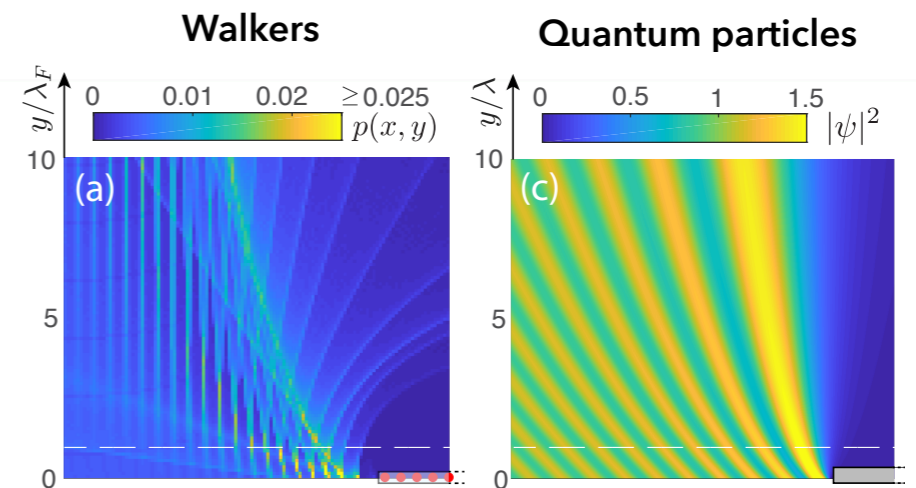 Walkers
Quantum particles
y/λ_F
0 0.01 0.02 ≥0.025
p(x, y)
10
(a)
5
0
y/λ
0 0.5 1 1.5
|ψ|²
10
(c)
5
0